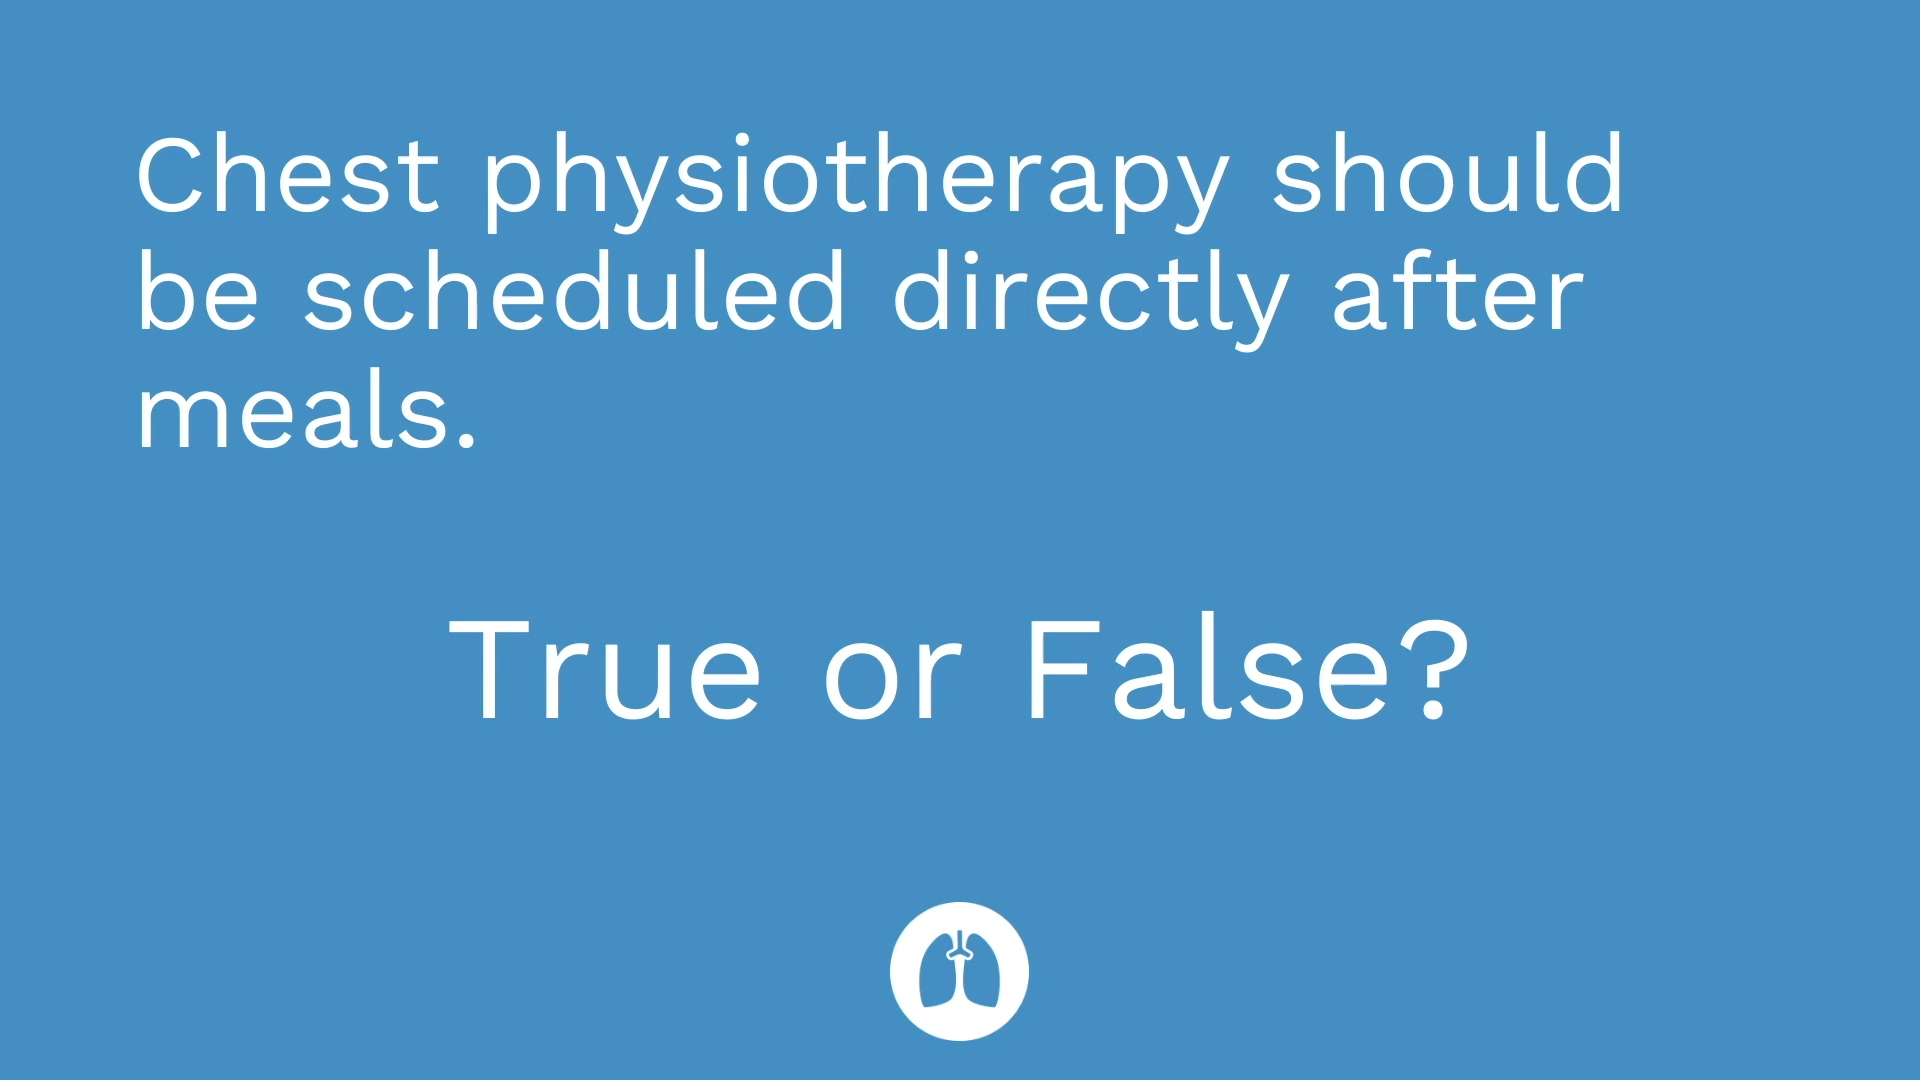 Chest physiotherapy should
be scheduled directly after
meals.
True or False?